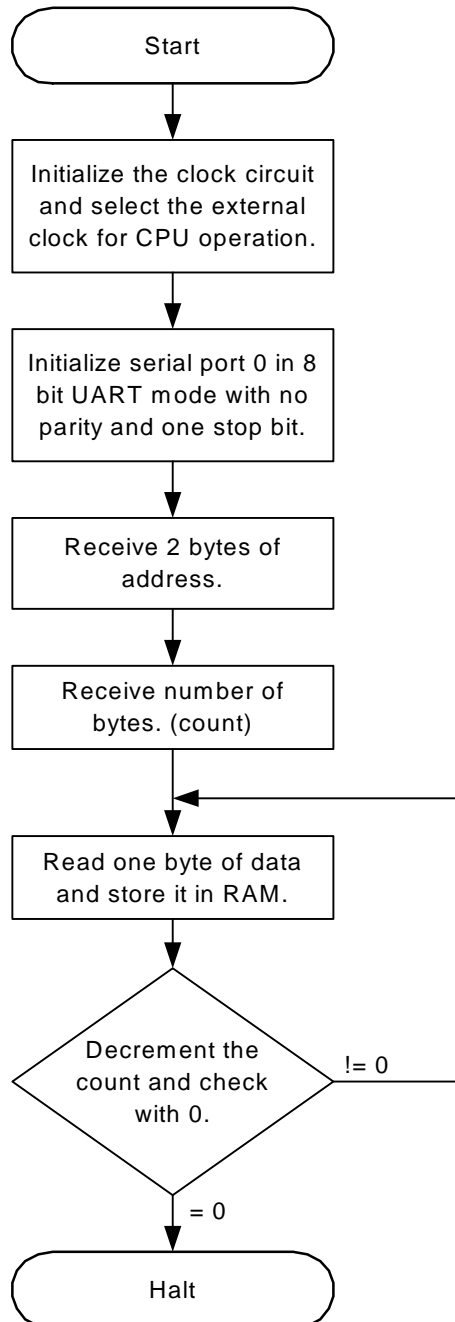 Start
Initialize the clock circuit
and select the external
clock for CPU operation.
Initialize serial port 0 in 8
bit UART mode with no
parity and one stop bit.
Receive 2 bytes of
address.
Receive number of
bytes. (count)
Read one byte of data
and store it in RAM.
Decrement the
count and check
with 0.
!= 0
= 0
Halt